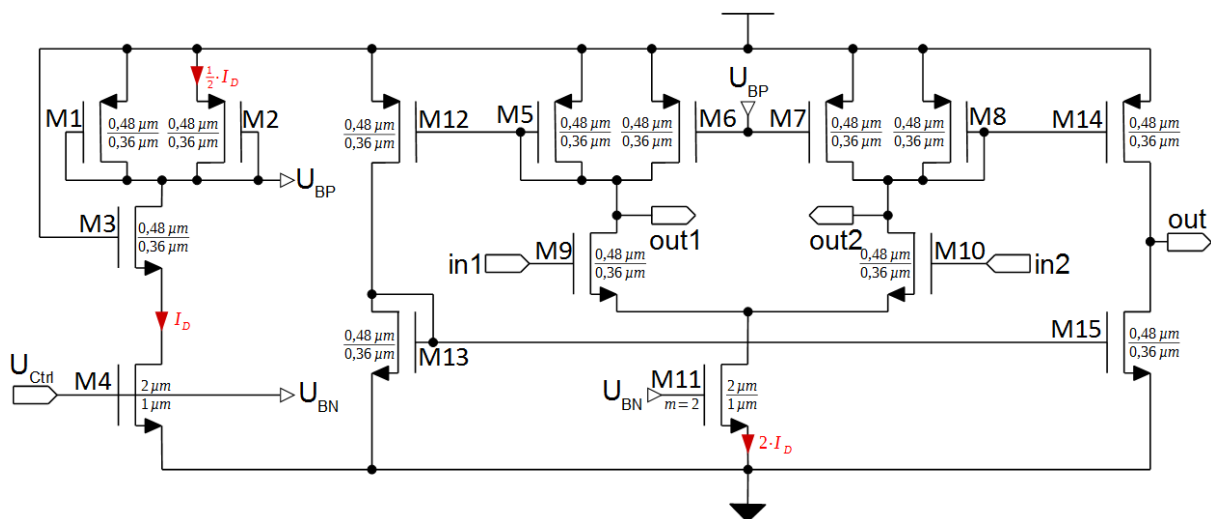 ½·I_D
U_BP
M1
0,48 μm
0,36 μm
0,48 μm
0,36 μm
M2
0,48 μm
0,36 μm
M12
M5
0,48 μm
0,36 μm
0,48 μm
0,36 μm
M6
M7
0,48 μm
0,36 μm
0,48 μm
0,36 μm
M8
M14
0,48 μm
0,36 μm
U_BP
M3
0,48 μm
0,36 μm
out1
out2
out
in1
M9
0,48 μm
0,36 μm
0,48 μm
0,36 μm
M10
in2
I_D
0,48 μm
0,36 μm
M13
M15
0,48 μm
0,36 μm
U_Ctrl
M4
2 μm
1 μm
U_BN
U_BN
M11
m=2
2 μm
1 μm
2·I_D